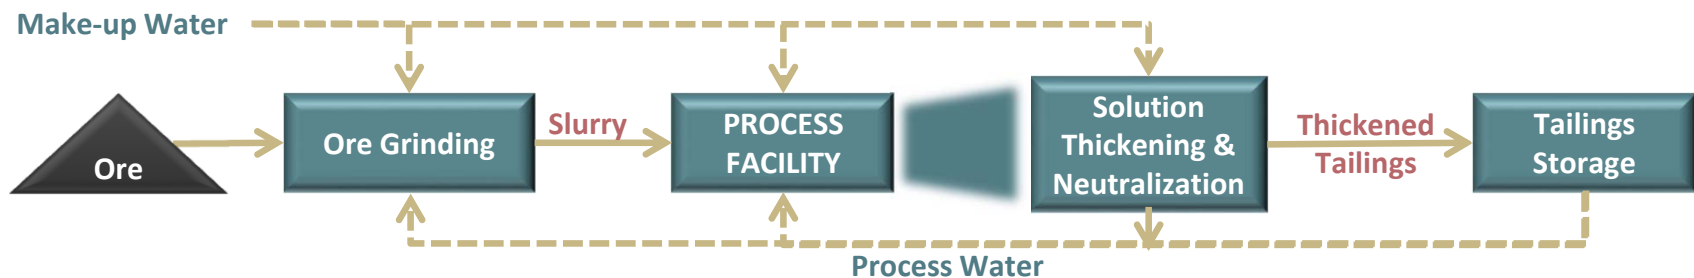 Make-up Water
Ore
Ore Grinding
Slurry
PROCESS
FACILITY
Solution
Thickening &
Neutralization
Thickened
Tailings
Tailings
Storage
Process Water